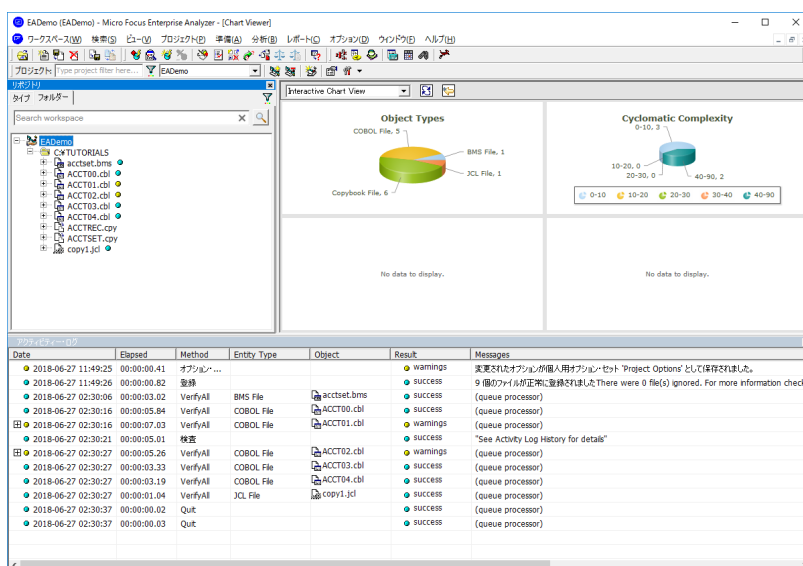 EADemo (EADemo) - Micro Focus Enterprise Analyzer - [Chart Viewer]
ワークスペース(W) 検索(S) ビュー(V) プロジェクト(P) 準備(A) 分析(B) レポート(C) オプション(D) ウィンドウ(F) ヘルプ(H)
プロジェクト: Type project filter here... EADemo
リポジトリ
タイプ フォルダー
Search workspace
EADemo
C:¥TUTORIALS
acctset.bms
ACCT00.cbl
ACCT01.cbl
ACCT02.cbl
ACCT03.cbl
ACCT04.cbl
ACCTREC.cpy
ACCTSET.cpy
copy1.jcl
Interactive Chart View
Object Types
COBOL File, 5
BMS File, 1
JCL File, 1
Copybook File, 6
Cyclomatic Complexity
0-10, 3
10-20, 0
20-30, 0
40-90, 2
0-10 10-20 20-30 30-40 40-90
No data to display.
No data to display.
アクティビティー・ログ
Date Elapsed Method Entity Type Object Result Messages
2018-06-27 11:49:25 00:00:00.41 オプション・... warnings 変更されたオプションが個人用オプション・セット 'Project Options' として保存されました。
2018-06-27 11:49:26 00:00:00.82 登録 success 9 個のファイルが正常に登録されましたThere were 0 file(s) ignored. For more information check
2018-06-27 02:30:06 00:00:03.02 VerifyAll BMS File acctset.bms success (queue processor)
2018-06-27 02:30:16 00:00:05.84 VerifyAll COBOL File ACCT00.cbl success (queue processor)
2018-06-27 02:30:16 00:00:07.03 VerifyAll COBOL File ACCT01.cbl warnings (queue processor)
2018-06-27 02:30:21 00:00:05.01 検査 success "See Activity Log History for details"
2018-06-27 02:30:27 00:00:05.26 VerifyAll COBOL File ACCT02.cbl warnings (queue processor)
2018-06-27 02:30:27 00:00:03.33 VerifyAll COBOL File ACCT03.cbl success (queue processor)
2018-06-27 02:30:27 00:00:03.19 VerifyAll COBOL File ACCT04.cbl success (queue processor)
2018-06-27 02:30:27 00:00:01.04 VerifyAll JCL File copy1.jcl success (queue processor)
2018-06-27 02:30:37 00:00:00.02 Quit success (queue processor)
2018-06-27 02:30:37 00:00:00.03 Quit success (queue processor)